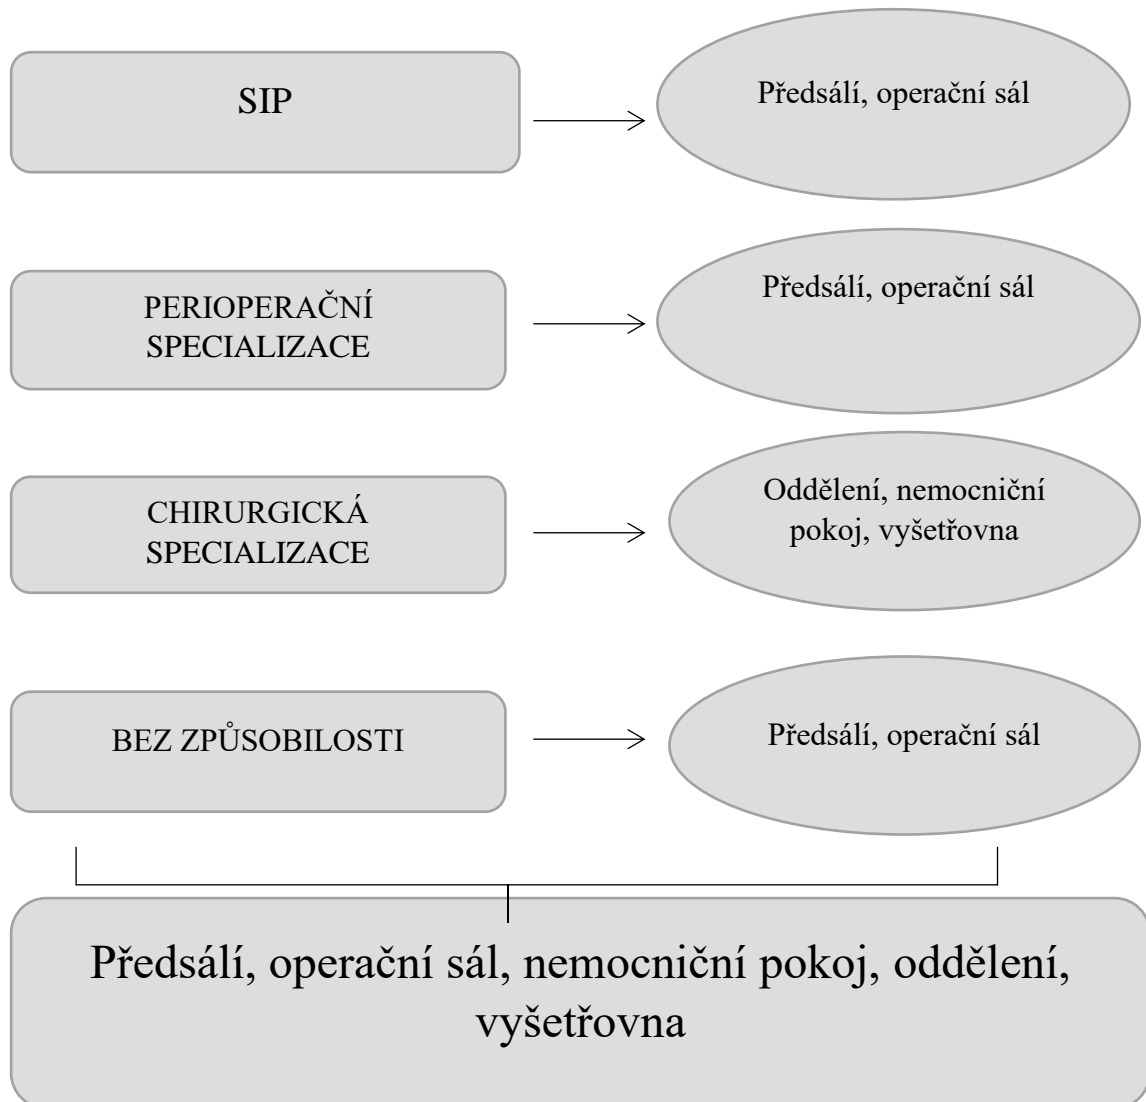 SIP
Předsálí, operační sál
PERIOPERAČNÍ
SPECIALIZACE
Předsálí, operační sál
CHIRURGICKÁ
SPECIALIZACE
Oddělení, nemocniční
pokoj, vyšetřovna
BEZ ZPŮSOBILOSTI
Předsálí, operační sál
Předsálí, operační sál, nemocniční pokoj, oddělení,
vyšetřovna